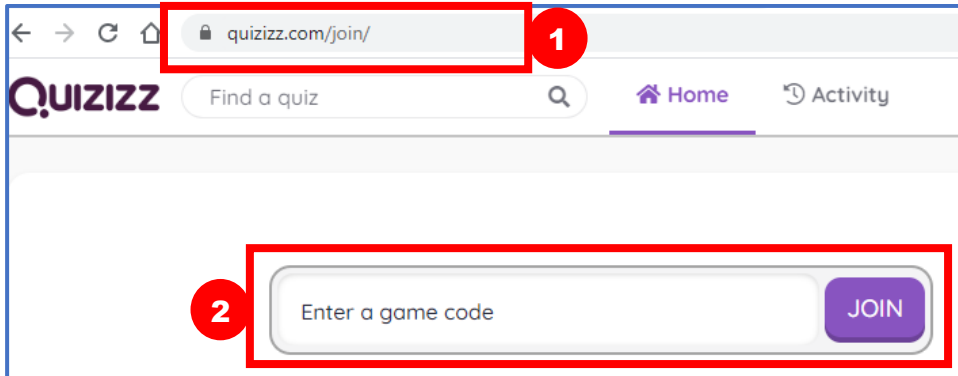 quizizz.com/join/
1
QUIZIZZ Find a quiz Home Activity
2
Enter a game code JOIN